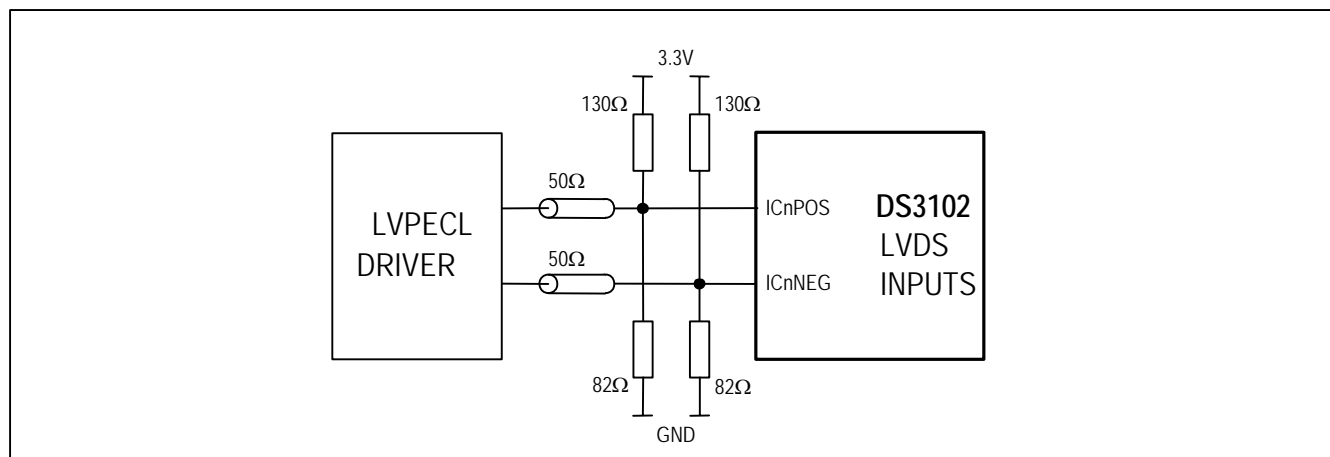 3.3V
130Ω
130Ω
50Ω
LVPECL
DRIVER
50Ω
ICnPOS
ICnNEG
DS3102
LVDS
INPUTS
82Ω
82Ω
GND